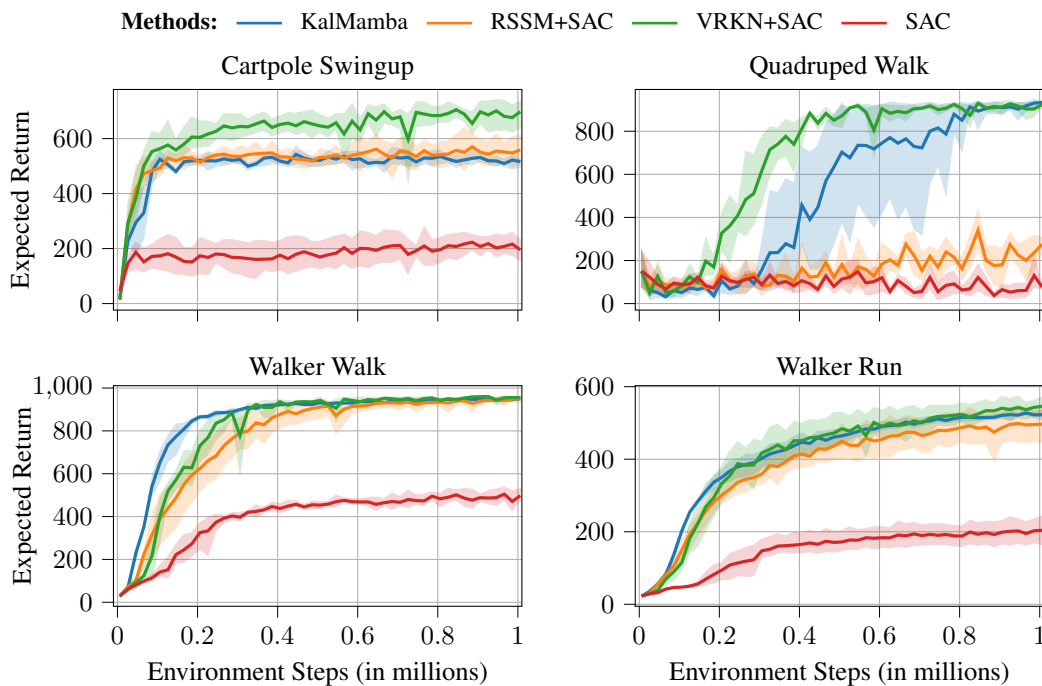 Methods: KalMamba RSSM+SAC VRKN+SAC SAC
Cartpole Swingup
Quadruped Walk
Expected Return
600
400
200
0
800
600
400
200
0
Walker Walk
Walker Run
Expected Return
1,000
800
600
400
200
0
600
400
200
0
0 0.2 0.4 0.6 0.8 1
0 0.2 0.4 0.6 0.8 1
Environment Steps (in millions)
Environment Steps (in millions)